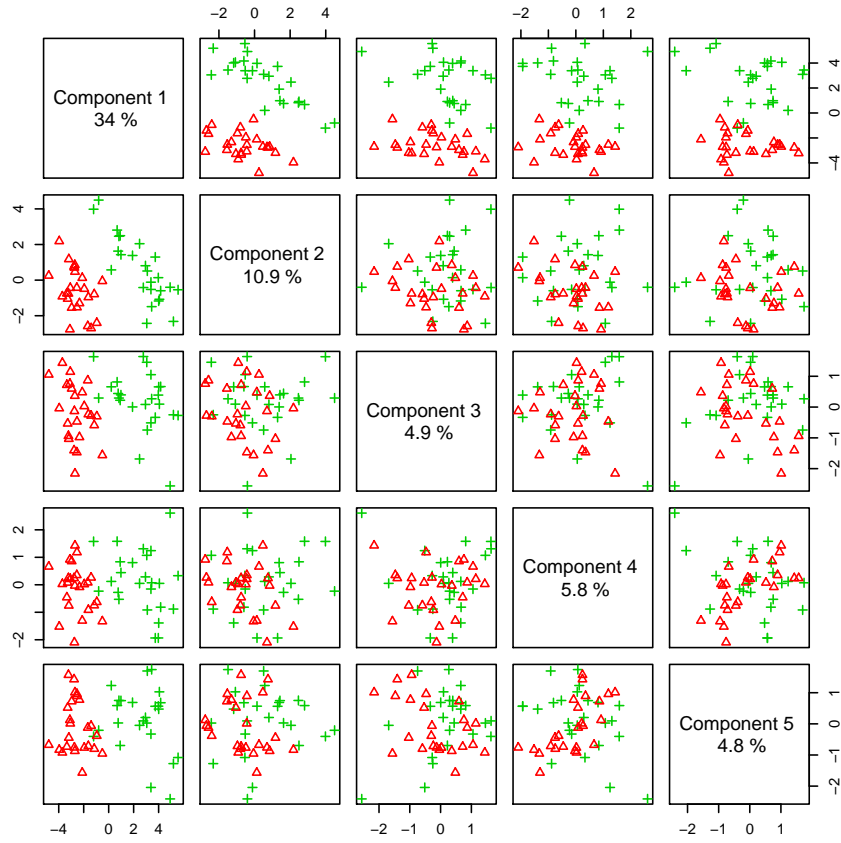 −2 0 2 4
−2 0 2
Component 1
34 %
−4 0 2 4
−2 0 2 4
Component 2
10.9 %
Component 3
4.9 %
−2 −1 0 1
−2 0 1 2
Component 4
5.8 %
Component 5
4.8 %
−2 −1 0 1
−4 0 2 4
−2 −1 0 1
−2 −1 0 1